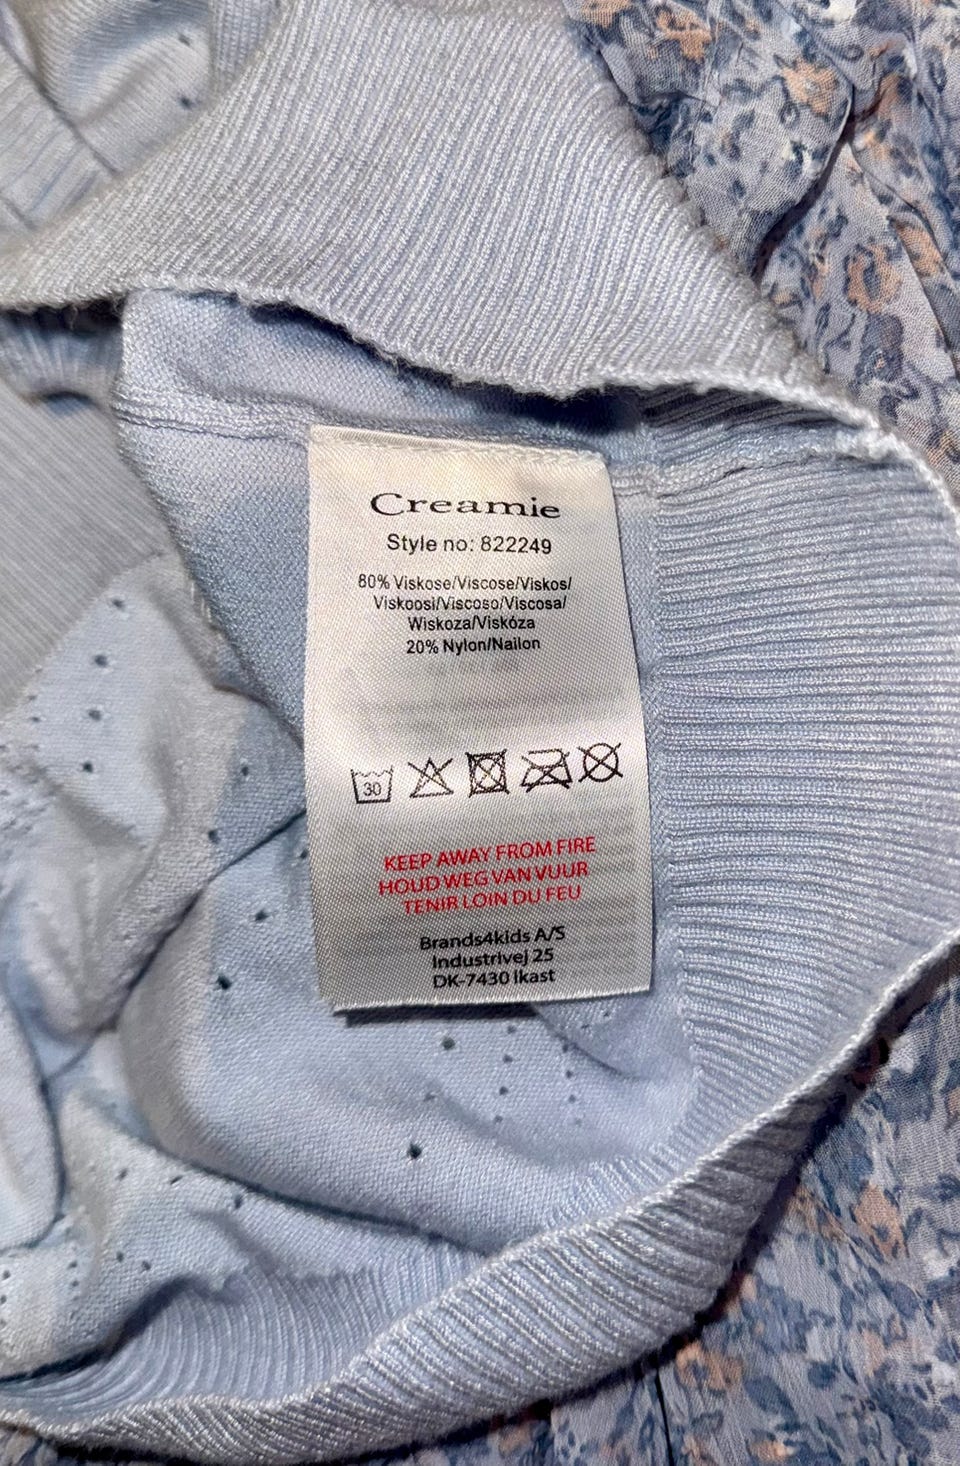 Creamie
Style no: 822249
80% Viskose/Viscose/Viskos/
Viskoosi/Viscoso/Viscosa/
Wiskoza/Viskóza
20% Nylon/Nailon
30
KEEP AWAY FROM FIRE
HOUD WEG VAN VUUR
TENIR LOIN DU FEU
Brands4kids A/S
Industrivej 25
DK-7430 Ikast